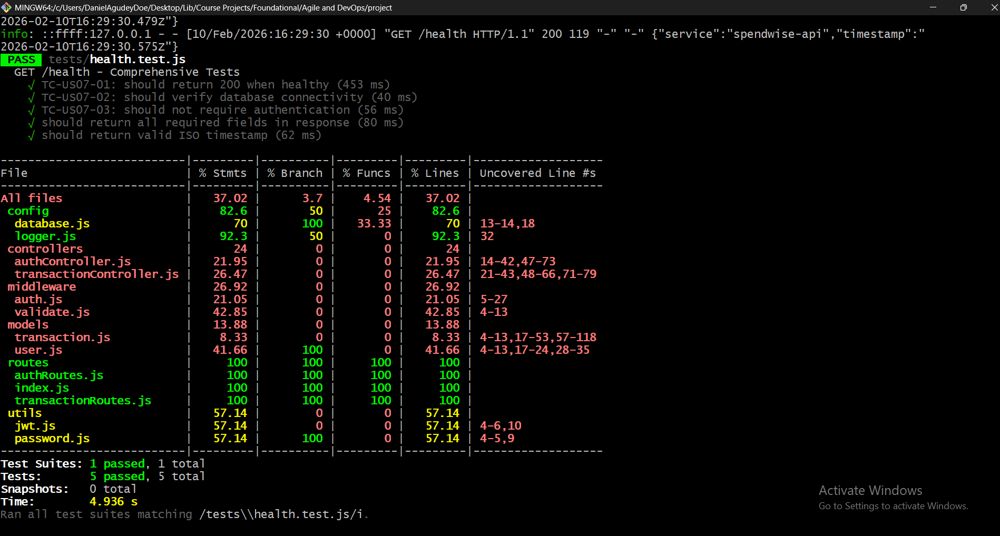 MINGW64:/c/Users/DanielAgudeyDoe/Desktop/Lib/Course Projects/Foundational/Agile and DevOps/project
2026-02-10T16:29:30.479Z"}
info: ::ffff:127.0.0.1 - - [10/Feb/2026:16:29:30 +0000] "GET /health HTTP/1.1" 200 119 "-" "-" {"service":"spendwise-api","timestamp":"
2026-02-10T16:29:30.575Z"}
PASS tests/health.test.js
  GET /health - Comprehensive Tests
    √ TC-US07-01: should return 200 when healthy (453 ms)
    √ TC-US07-02: should verify database connectivity (40 ms)
    √ TC-US07-03: should not require authentication (56 ms)
    √ should return all required fields in response (80 ms)
    √ should return valid ISO timestamp (62 ms)
---------------------------|---------|----------|---------|---------|-------------------
File                       | % Stmts | % Branch | % Funcs | % Lines | Uncovered Line #s
---------------------------|---------|----------|---------|---------|-------------------
All files                  |   37.02 |      3.7 |    4.54 |   37.02 |
 config                    |    82.6 |       50 |      25 |    82.6 |
  database.js              |      70 |      100 |   33.33 |      70 | 13-14,18
  logger.js                |    92.3 |       50 |       0 |    92.3 | 32
 controllers               |      24 |        0 |       0 |      24 |
  authController.js        |   21.95 |        0 |       0 |   21.95 | 14-42,47-73
  transactionController.js |   26.47 |        0 |       0 |   26.47 | 21-43,48-66,71-79
 middleware                |   26.92 |        0 |       0 |   26.92 |
  auth.js                  |   21.05 |        0 |       0 |   21.05 | 5-27
  validate.js              |   42.85 |        0 |       0 |   42.85 | 4-13
 models                    |   13.88 |        0 |       0 |   13.88 |
  transaction.js           |    8.33 |        0 |       0 |    8.33 | 4-13,17-53,57-118
  user.js                  |   41.66 |      100 |       0 |   41.66 | 4-13,17-24,28-35
 routes                    |     100 |      100 |     100 |     100 |
  authRoutes.js            |     100 |      100 |     100 |     100 |
  index.js                 |     100 |      100 |     100 |     100 |
  transactionRoutes.js     |     100 |      100 |     100 |     100 |
 utils                     |   57.14 |        0 |       0 |   57.14 |
  jwt.js                   |   57.14 |        0 |       0 |   57.14 | 4-6,10
  password.js              |   57.14 |      100 |       0 |   57.14 | 4-5,9
---------------------------|---------|----------|---------|---------|-------------------
Test Suites: 1 passed, 1 total
Tests:       5 passed, 5 total
Snapshots:   0 total
Time:        4.936 s
Ran all test suites matching /tests\\health.test.js/i.
Activate Windows
Go to Settings to activate Windows.